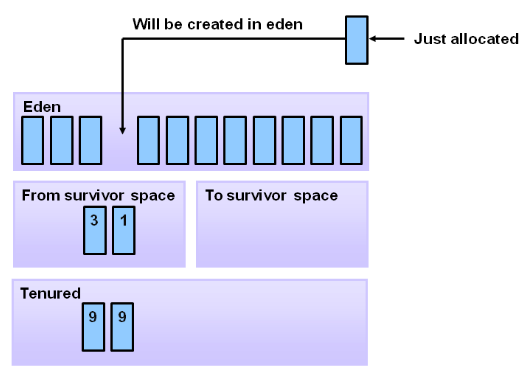 Will be created in eden
Just allocated
Eden
From survivor space
To survivor space
3 1
Tenured
9 9